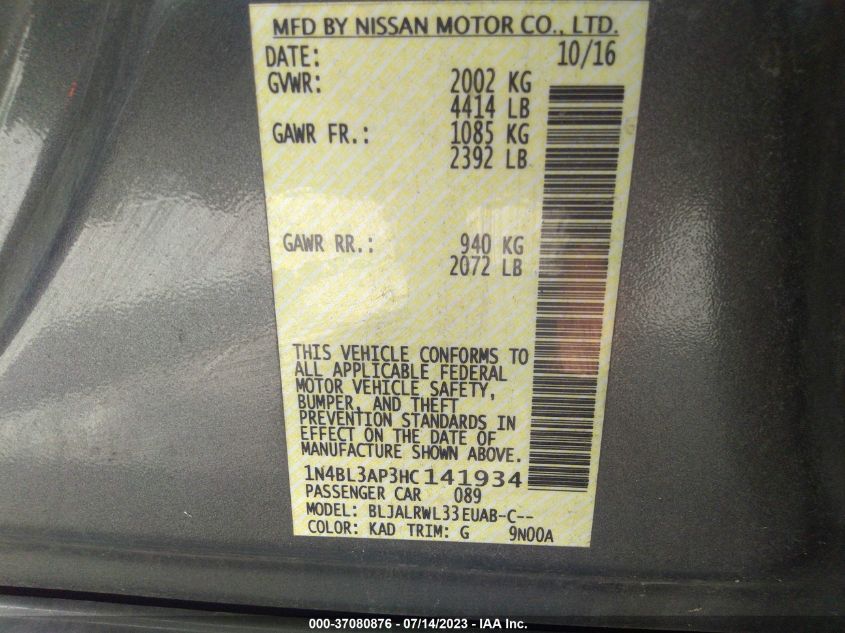 MFD BY NISSAN MOTOR CO., LTD.
DATE: 10/16
GVWR: 2002 KG
4414 LB
GAWR FR.: 1085 KG
2392 LB
GAWR RR.: 940 KG
2072 LB
THIS VEHICLE CONFORMS TO
ALL APPLICABLE FEDERAL
MOTOR VEHICLE SAFETY,
BUMPER, AND THEFT
PREVENTION STANDARDS IN
EFFECT ON THE DATE OF
MANUFACTURE SHOWN ABOVE.
1N4BL3AP3HC141934
PASSENGER CAR 089
MODEL: BLJALRWL33EUAB-C--
COLOR: KAD TRIM: G 9N00A
000-37080876 - 07/14/2023 - IAA Inc.